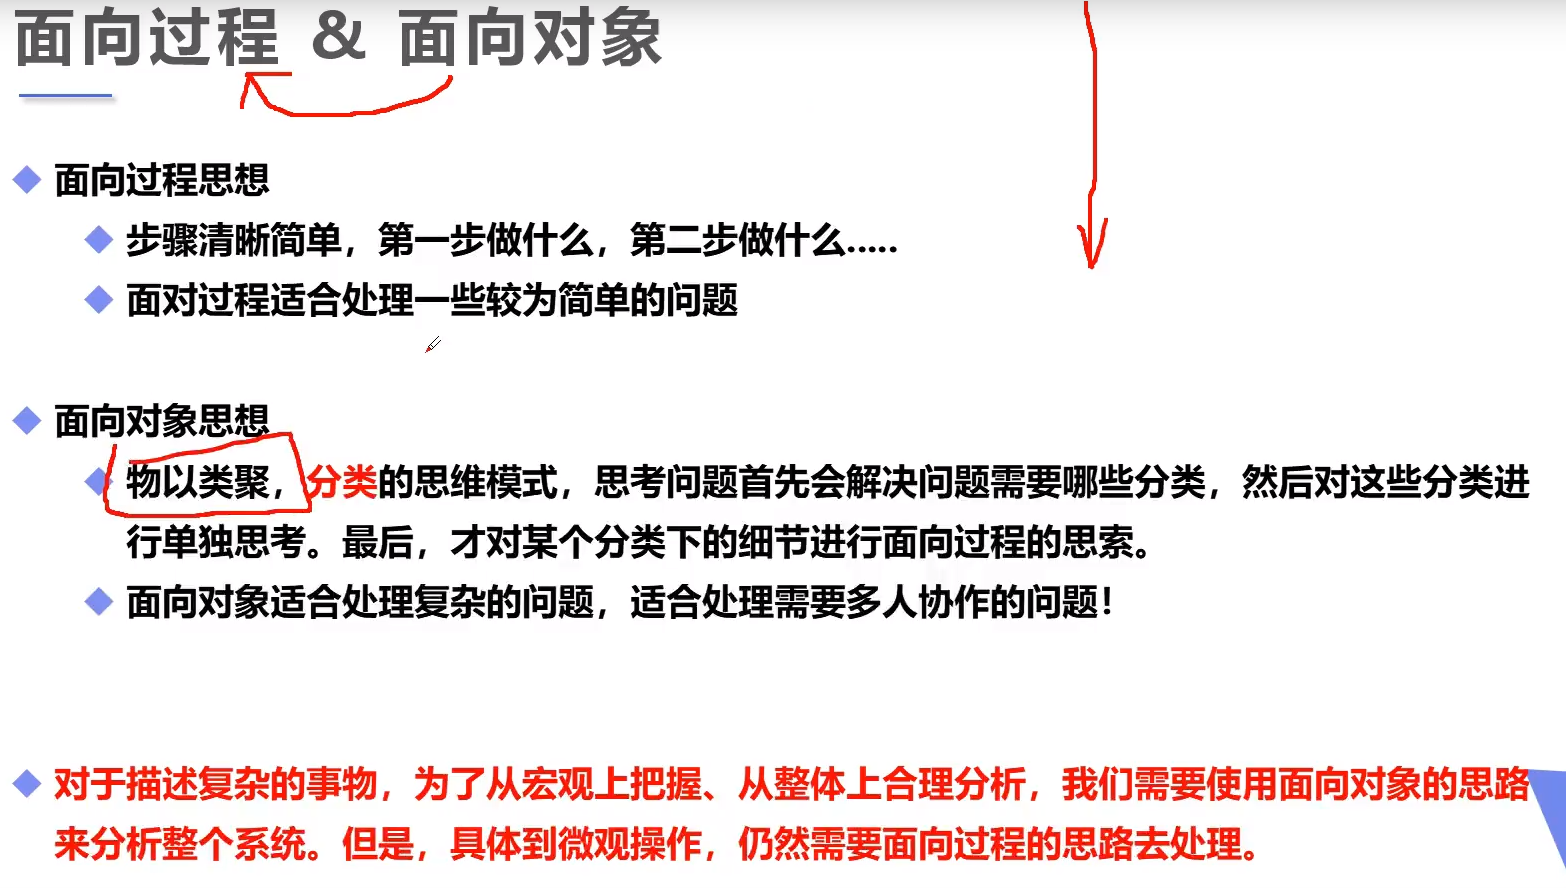 面向过程 & 面向对象
面向过程思想
步骤清晰简单，第一步做什么，第二步做什么.....
面对过程适合处理一些较为简单的问题
面向对象思想
物以类聚，分类的思维模式，思考问题首先会解决问题需要哪些分类，然后对这些分类进
行单独思考。最后，才对某个分类下的细节进行面向过程的思索。
面向对象适合处理复杂的问题，适合处理需要多人协作的问题！
对于描述复杂的事物，为了从宏观上把握、从整体上合理分析，我们需要使用面向对象的思路
来分析整个系统。但是，具体到微观操作，仍然需要面向过程的思路去处理。